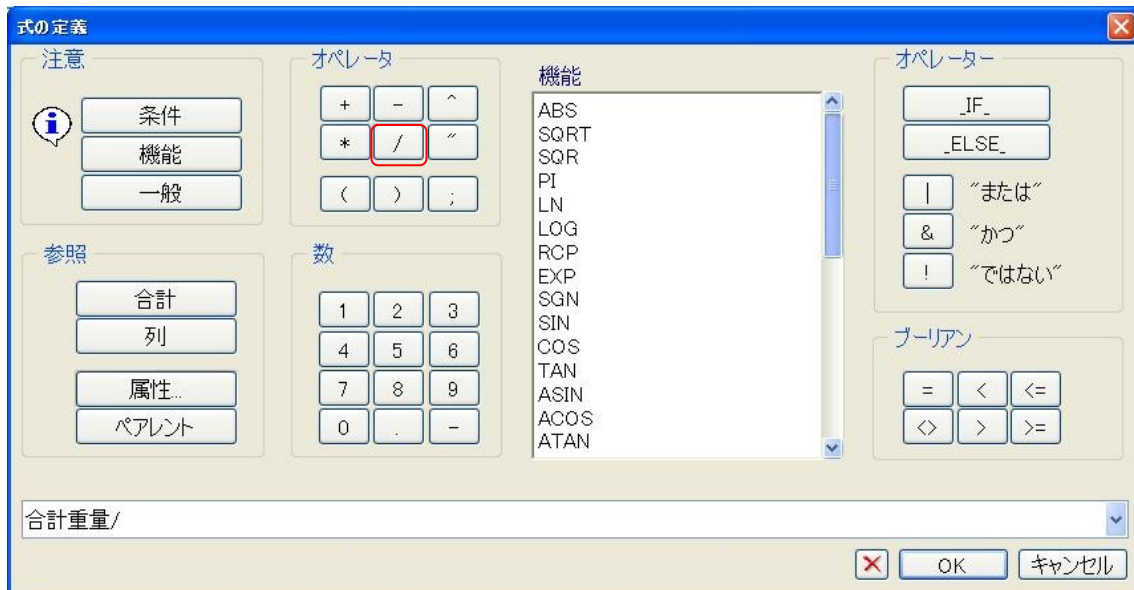 式の定義
注意
条件
機能
一般
オペレータ
+ - ^
* / ″
( ) ;
参照
合計
列
属性...
ペアレント
数
1 2 3
4 5 6
7 8 9
0 . -
機能
ABS
SQRT
SQR
PI
LN
LOG
RCP
EXP
SGN
SIN
COS
TAN
ASIN
ACOS
ATAN
オペレーター
_IF_
_ELSE_
| ″または″
& ″かつ″
! ″ではない″
ブーリアン
= < <=
<> > >=
合計重量/
OK
キャンセル